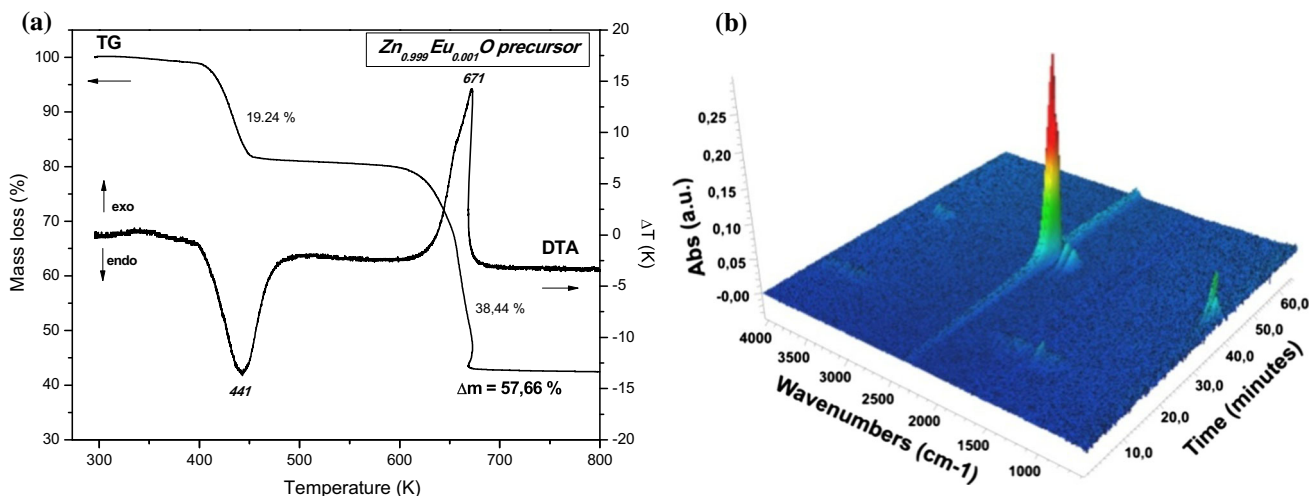 (a)
TG
Zn0.999Eu0.001O precursor
671
19.24 %
exo
endo
DTA
38,44 %
441
Δm = 57,66 %
100
90
80
70
60
50
40
30
Mass loss (%)
20
15
10
5
0
-5
-10
-15
-20
ΔT (K)
300 400 500 600 700 800
Temperature (K)
(b)
0,25
0,20
0,15
0,10
0,05
-0,00
Abs (a.u.)
4000 3500 3000 2500 2000 1500 1000
Wavenumbers (cm-1)
10,0 20,0 30,0 40,0 50,0 60,0
Time (minutes)